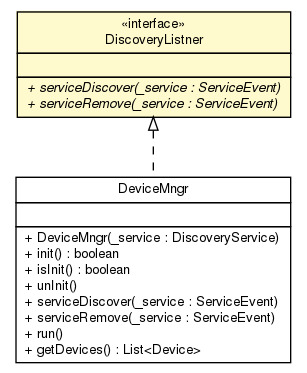 «interface»
DiscoveryListner
+ serviceDiscover(_service : ServiceEvent)
+ serviceRemove(_service : ServiceEvent)
DeviceMngr
+ DeviceMngr(_service : DiscoveryService)
+ init() : boolean
+ isInit() : boolean
+ unInit()
+ serviceDiscover(_service : ServiceEvent)
+ serviceRemove(_service : ServiceEvent)
+ run()
+ getDevices() : List<Device>